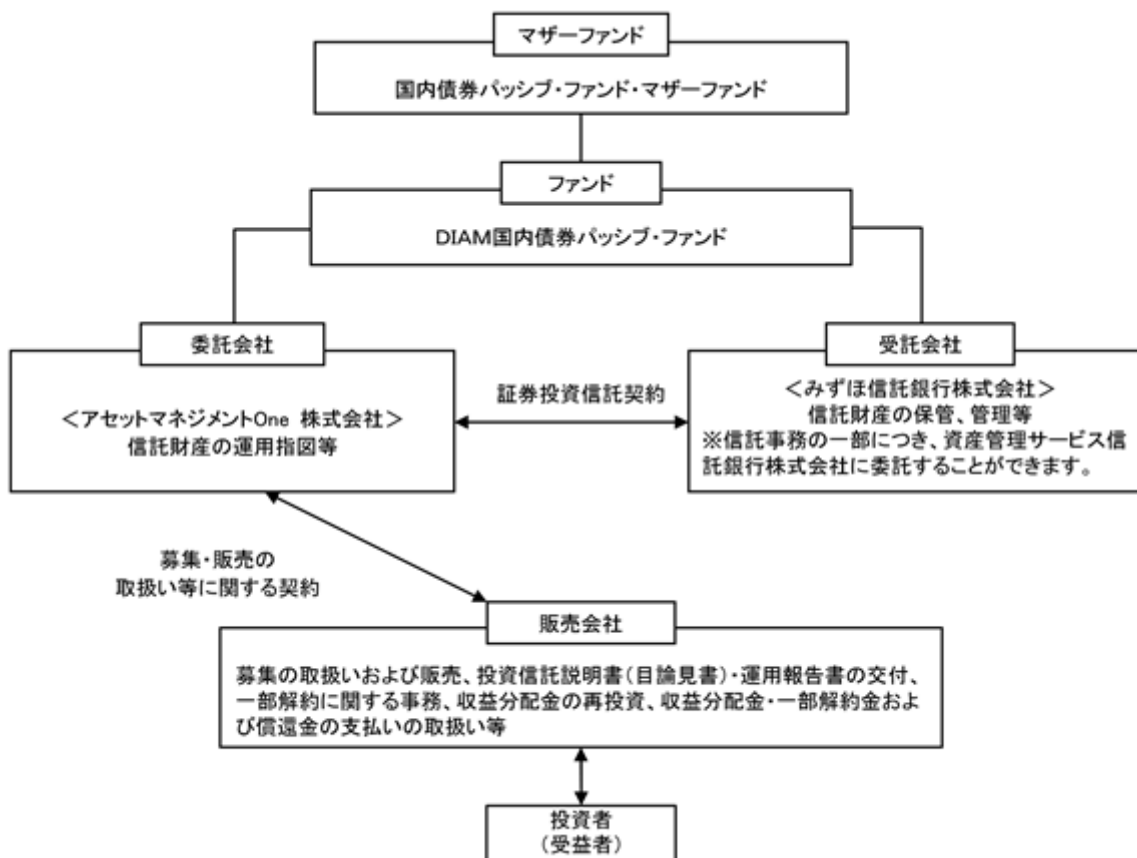 マザーファンド
国内債券パッシブ・ファンド・マザーファンド
ファンド
DIAM国内債券パッシブ・ファンド
委託会社
<アセットマネジメントOne 株式会社>
信託財産の運用指図等
証券投資信託契約
受託会社
<みずほ信託銀行株式会社>
信託財産の保管、管理等
※信託事務の一部につき、資産管理サービス信
託銀行株式会社に委託することができます。
募集・販売の
取扱い等に関する契約
販売会社
募集の取扱いおよび販売、投資信託説明書(目論見書)・運用報告書の交付、
一部解約に関する事務、収益分配金の再投資、収益分配金・一部解約金およ
び償還金の支払いの取扱い等
投資者
(受益者)